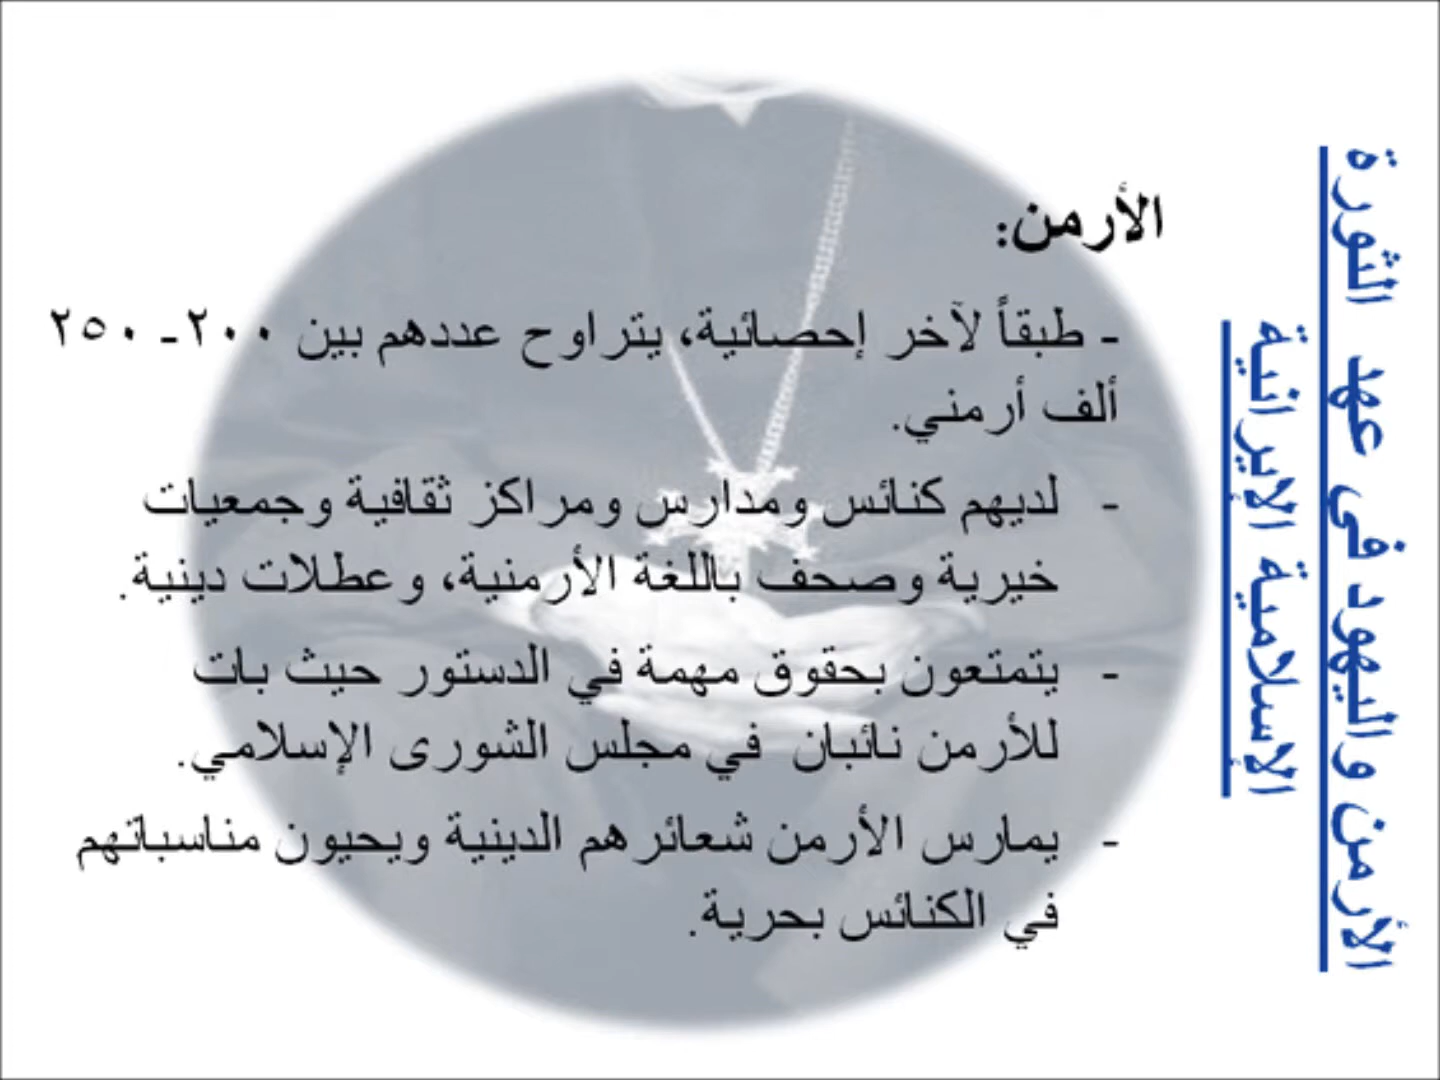 الأرمن واليهود في عهد الثورة
الإسلامية الإيرانية
الأرمن:
- طبقاً لآخر إحصائية، يتراوح عددهم بين ٢٠٠- ٢٥٠
ألف أرمني.
- لديهم كنائس ومدارس ومراكز ثقافية وجمعيات
خيرية وصحف باللغة الأرمنية، وعطلات دينية.
- يتمتعون بحقوق مهمة في الدستور حيث بات
للأرمن نائبان في مجلس الشورى الإسلامي.
- يمارس الأرمن شعائرهم الدينية ويحيون مناسباتهم
في الكنائس بحرية.